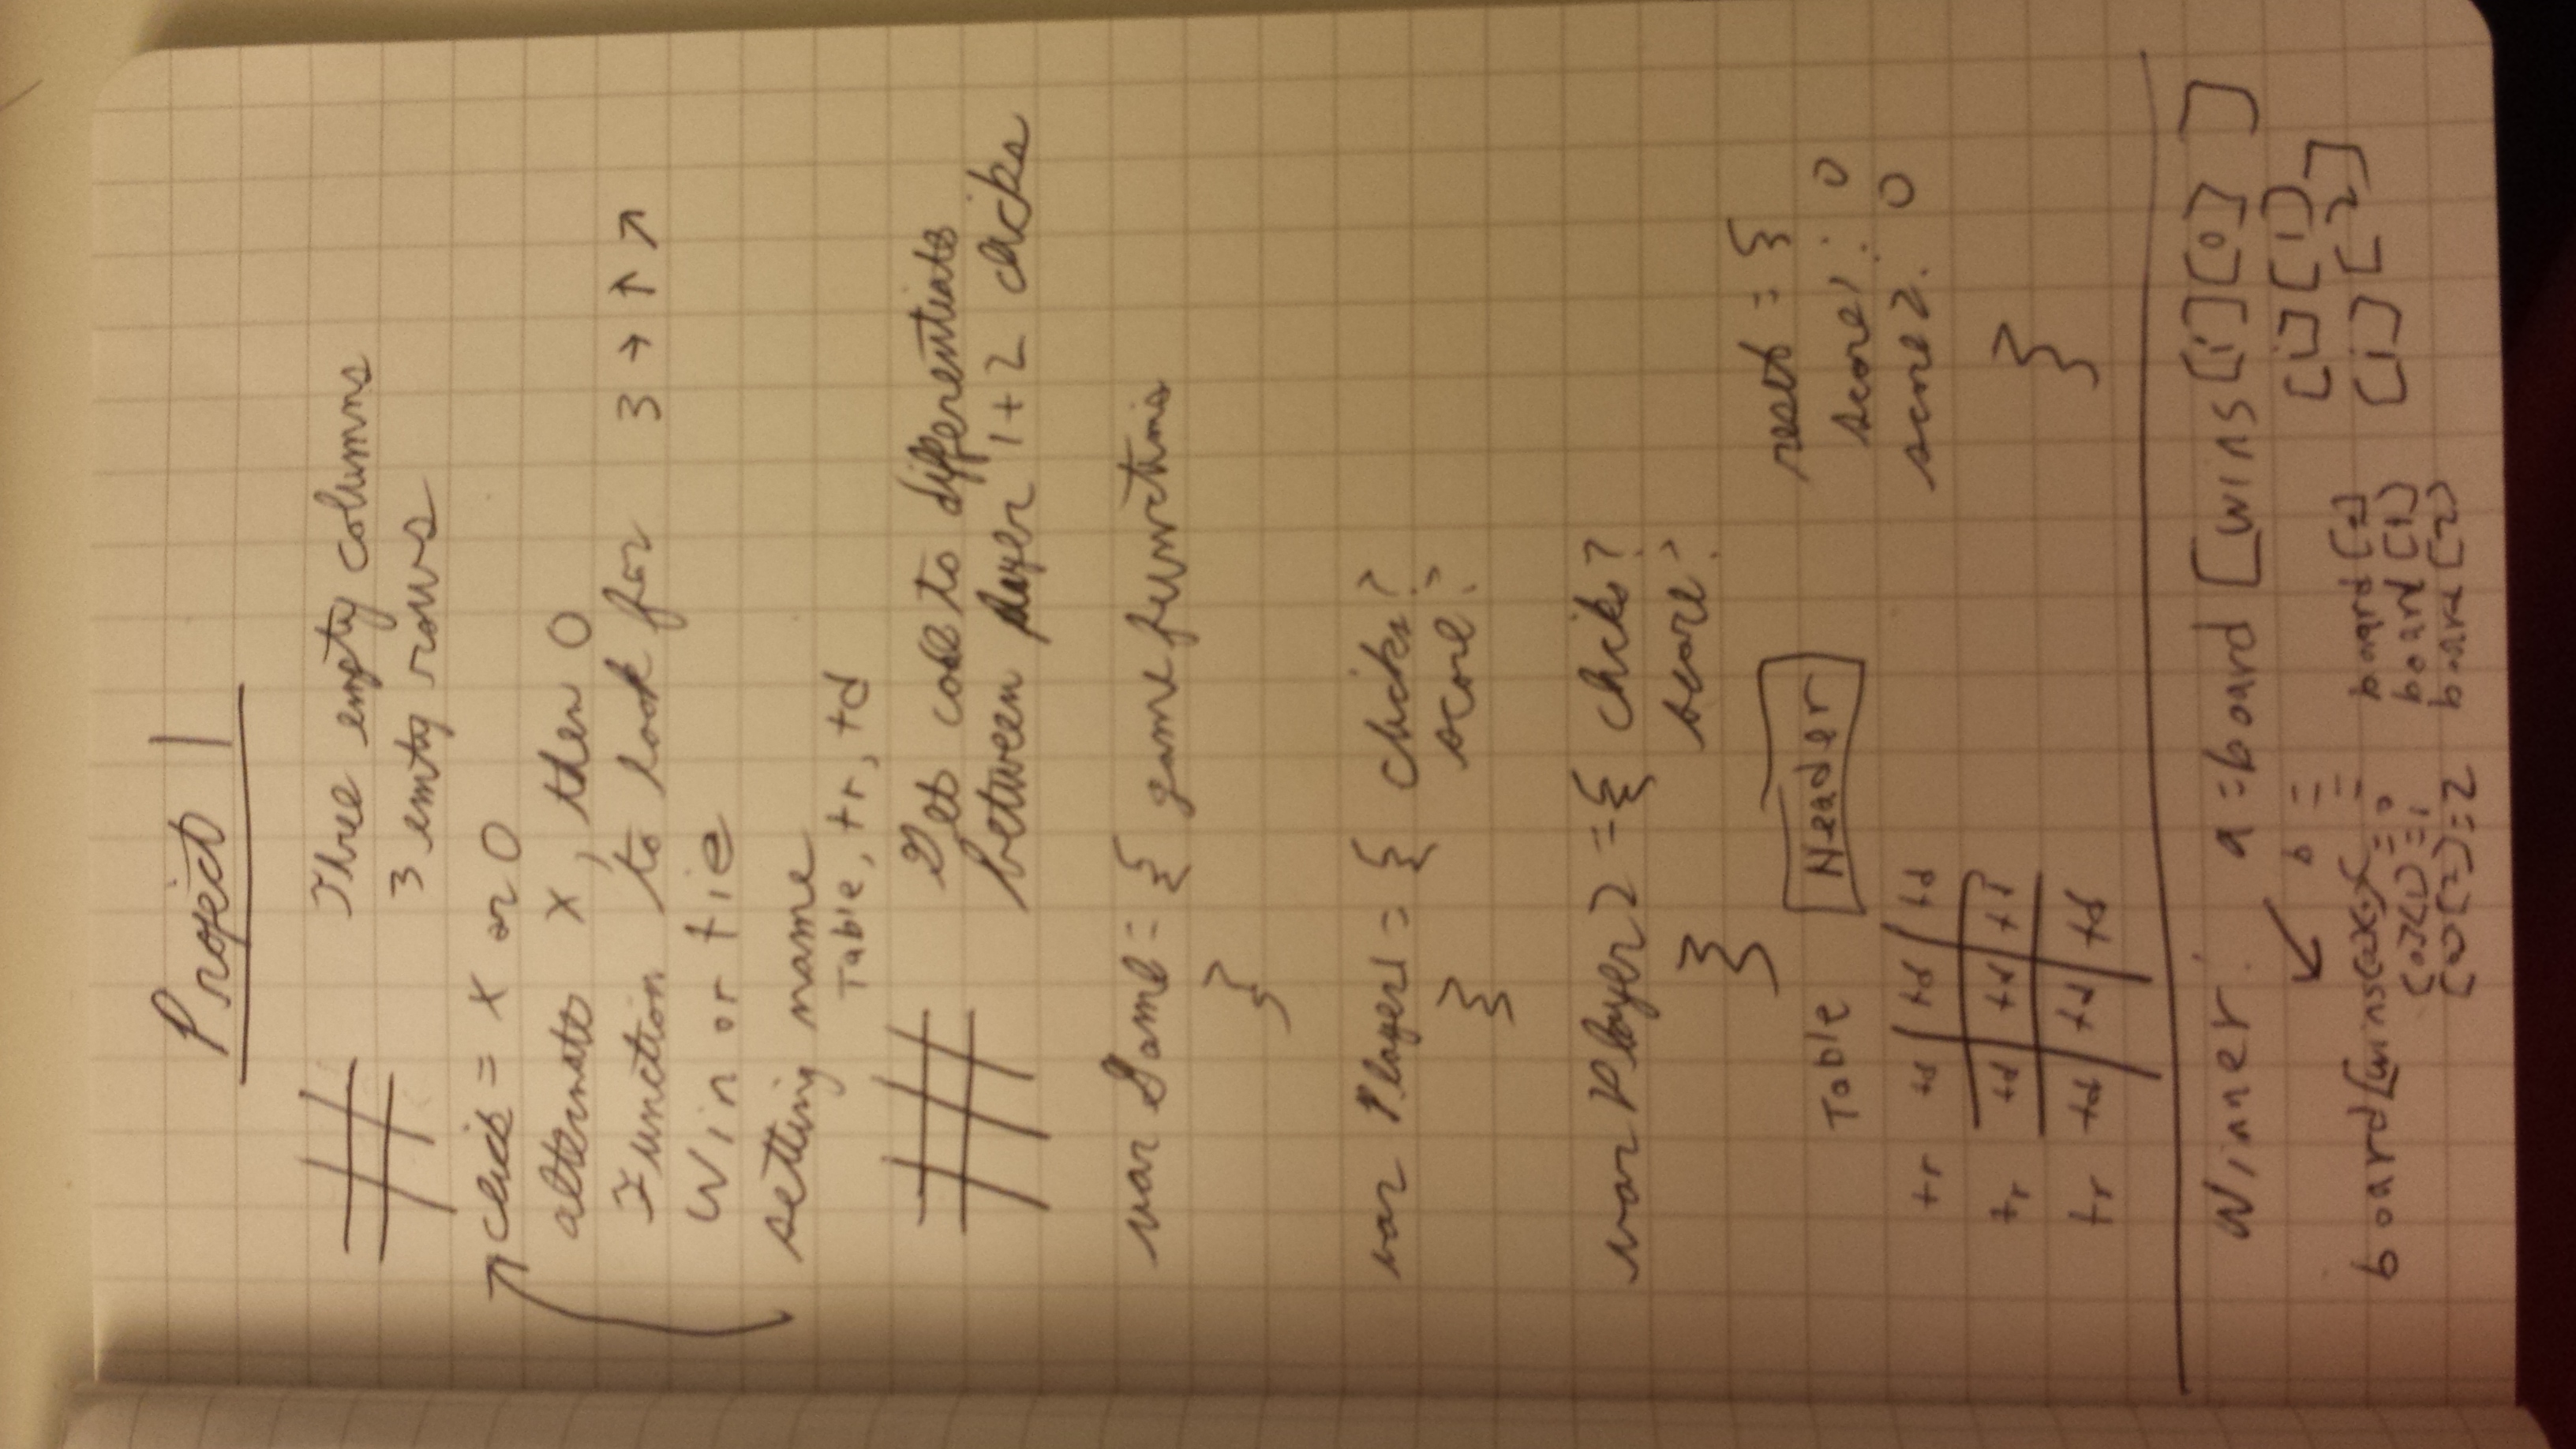 Project 1
Three empty columns
3 emty rows
click = X or O
alternate X, then O
Function to look for 3 → ↑ ↗
Win or tie
setting name
Table, tr, td
Get code to differentiate
between player 1+2 clicks
var Game = { game functions
}
var Player1 = { clicks?
score?
}
var Player2 = { clicks?
score?
}
Table Header
reset = {
score1: 0
score2: 0
}
tr td td td
tr td td td
tr td td td
Winner: a = board [wins[i][0] ]
b = [i][1]
= [i][2]]
board[wins = 0 board[
[0][1] = 1 board[1]
[0][2] = 2 board[2]